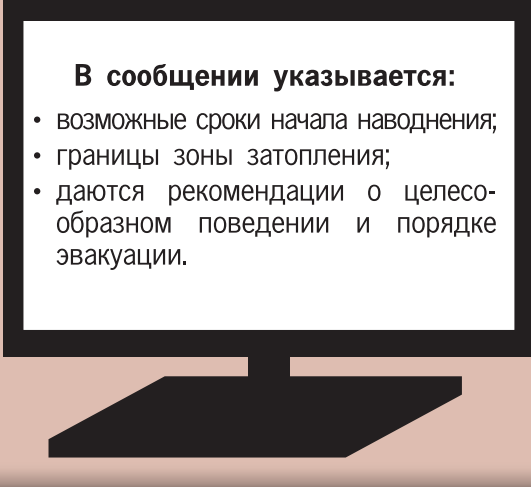 В сообщении указывается:
• возможные сроки начала наводнения;
• границы зоны затопления;
• даются рекомендации о целесо-
образном поведении и порядке
эвакуации.